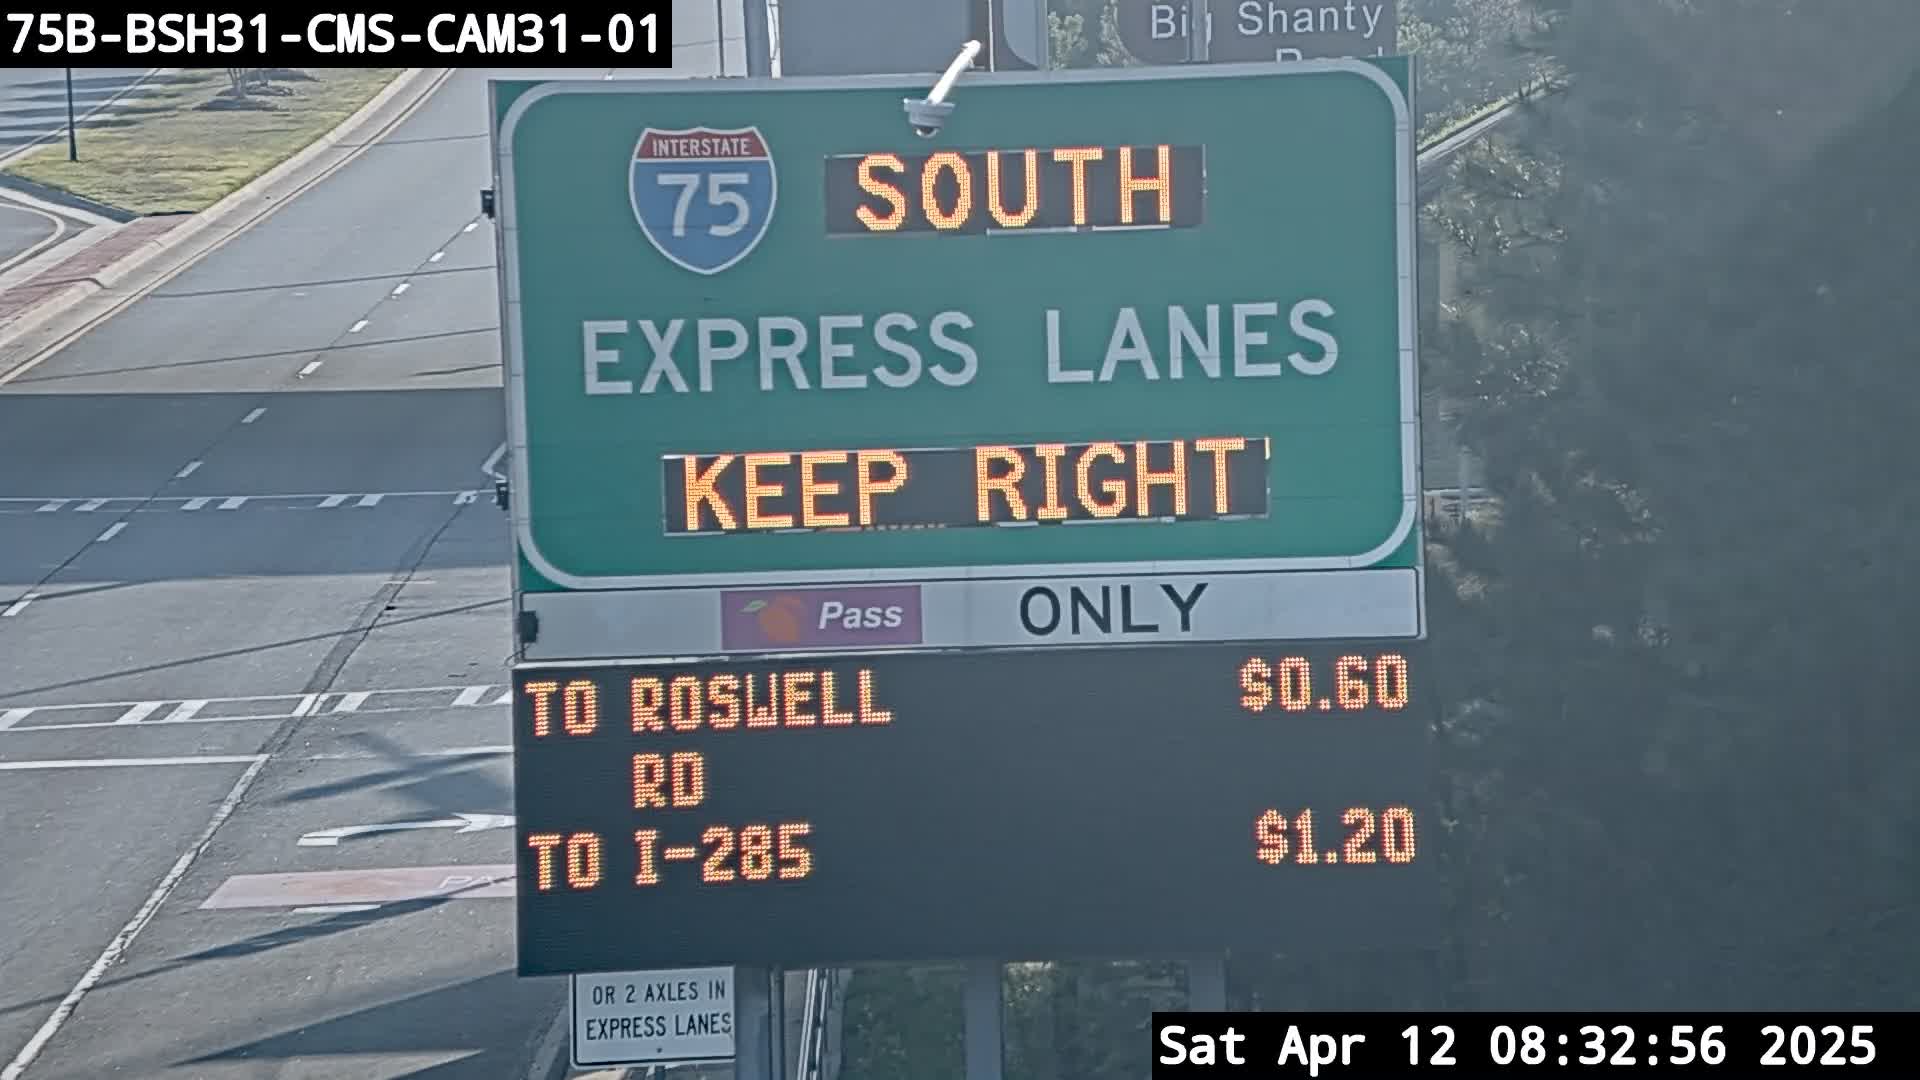 75B-BSH31-CMS-CAM31-01
Big Shanty
Road
INTERSTATE
75
SOUTH
EXPRESS LANES
KEEP RIGHT
Pass ONLY
TO ROSWELL $0.60
RD
TO I-285 $1.20
PA
OR 2 AXLES IN
EXPRESS LANES
Sat Apr 12 08:32:56 2025